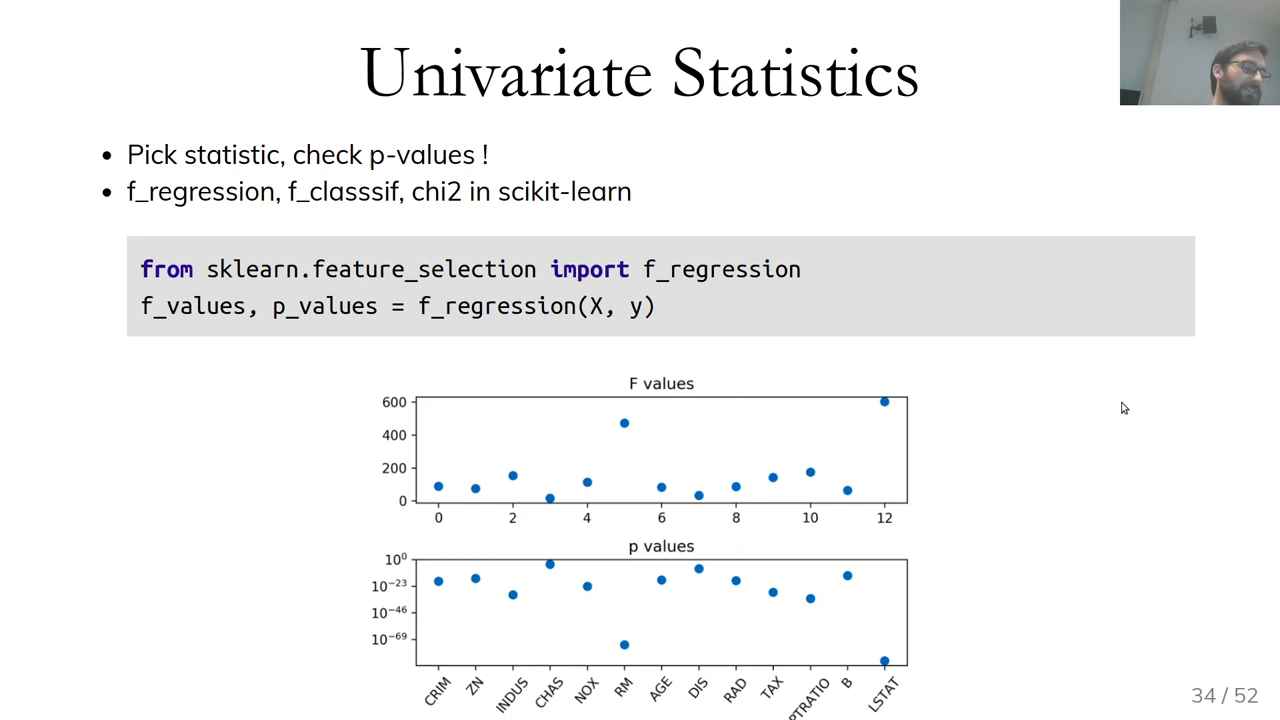 Univariate Statistics
Pick statistic, check p-values !
f_regression, f_classsif, chi2 in scikit-learn
from sklearn.feature_selection import f_regression
f_values, p_values = f_regression(X, y)
F values
600
400
200
0
0 2 4 6 8 10 12
p values
10⁰
10⁻²³
10⁻⁴⁶
10⁻⁶⁹
CRIM ZN INDUS CHAS NOX RM AGE DIS RAD TAX PTRATIO B LSTAT
34 / 52